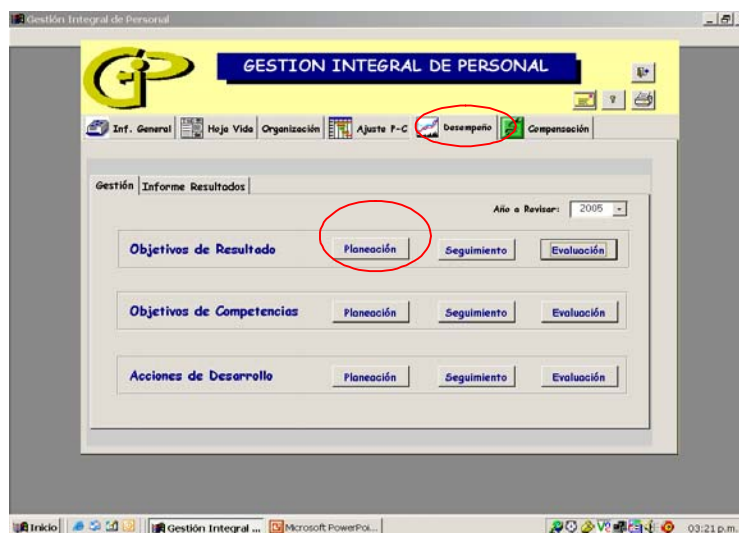 Gestión Integral de Personal
GIP
GESTION INTEGRAL DE PERSONAL
?
Inf. General Hoja Vida Organización Ajuste P-C Desempeño Compensación
Gestión Informe Resultados
Año a Revisar: 2005
Objetivos de Resultado Planeación Seguimiento Evaluación
Objetivos de Competencias Planeación Seguimiento Evaluación
Acciones de Desarrollo Planeación Seguimiento Evaluación
Inicio Gestión Integral ... Microsoft PowerPoi... 03:21 p.m.